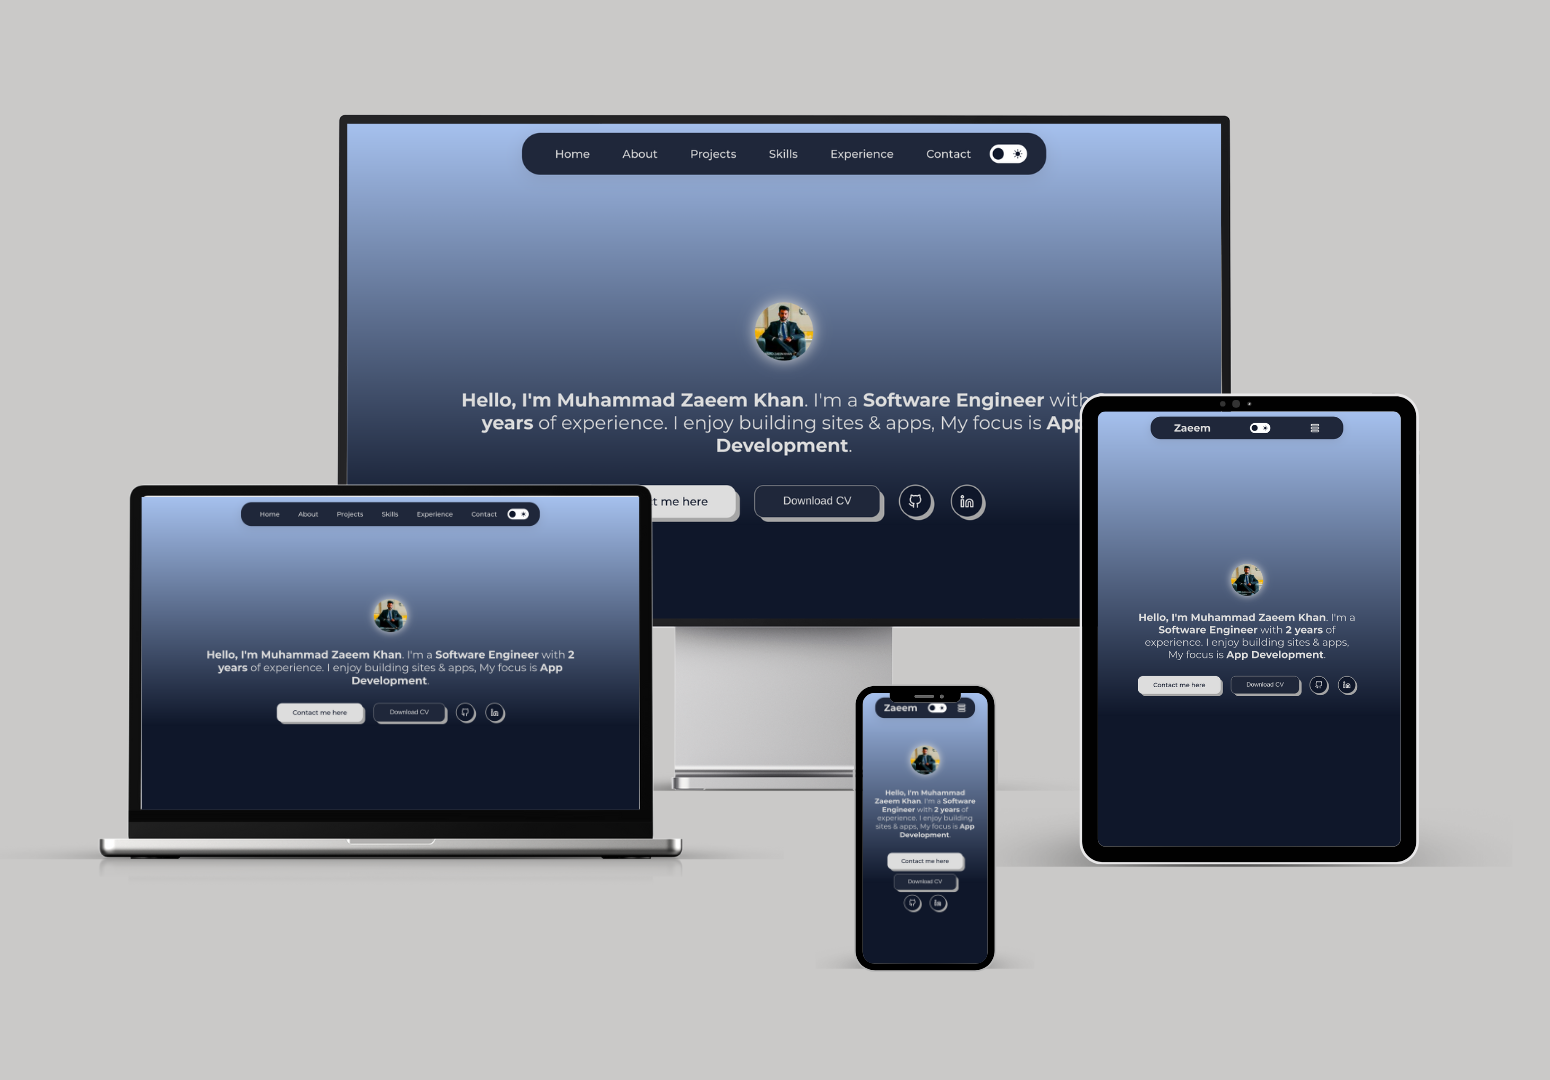 Home About Projects Skills Experience Contact
Hello, I'm Muhammad Zaeem Khan. I'm a Software Engineer with
years of experience. I enjoy building sites & apps, My focus is App
Development.
t me here Download CV
Home About Projects Skills Experience Contact
Hello, I'm Muhammad Zaeem Khan. I'm a Software Engineer with 2
years of experience. I enjoy building sites & apps, My focus is App
Development.
Contact me here Download CV
Zaeem
Hello, I'm Muhammad
Zaeem Khan. I'm a Software
Engineer with 2 years of
experience. I enjoy building
sites & apps, My focus is App
Development.
Contact me here
Download CV
Zaeem
Hello, I'm Muhammad Zaeem Khan. I'm a
Software Engineer with 2 years of
experience. I enjoy building sites & apps,
My focus is App Development.
Contact me here Download CV